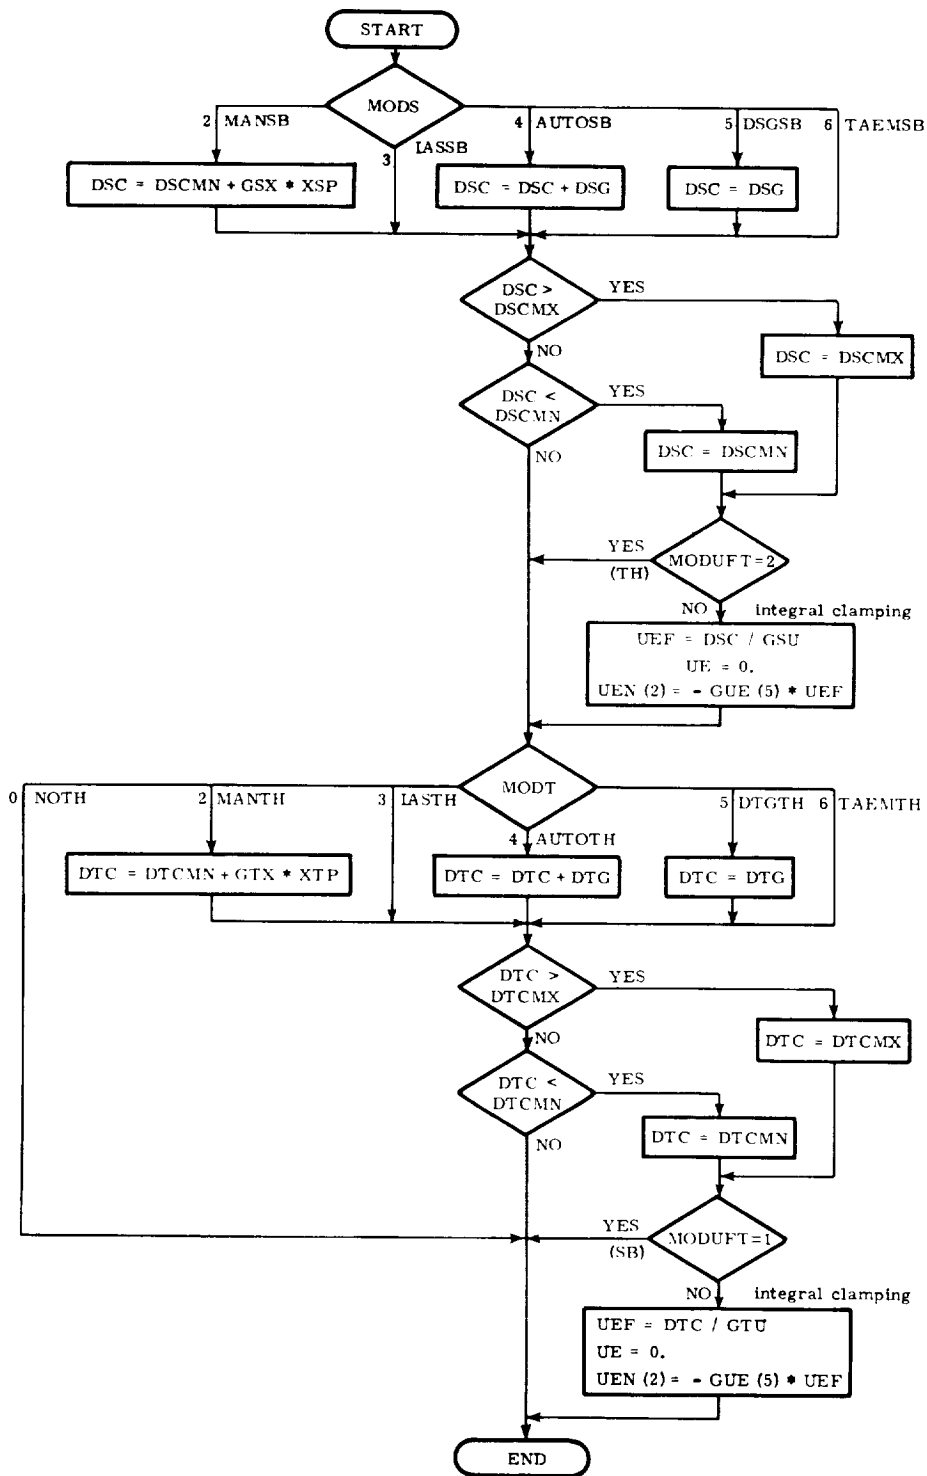 START
MODS
2 MANSB
3 LASSB
4 AUTOSB
5 DSGSB
6 TAEMSB
DSC = DSCMN + GSX * XSP
DSC = DSC + DSG
DSC = DSG
DSC >
DSCMX
YES
NO
DSC = DSCMX
DSC <
DSCMN
YES
NO
DSC = DSCMN
MODUFT = 2
YES
(TH)
NO
integral clamping
UEF = DSC / GSU
UE = 0.
UEN (2) = - GUE (5) * UEF
MODT
0 NOTH
2 MANTH
3 LASTH
4 AUTOTH
5 DTGTH
6 TAEMTH
DTC = DTCMN + GTX * XTP
DTC = DTC + DTG
DTC = DTG
DTC >
DTCMX
YES
NO
DTC = DTCMX
DTC <
DTCMN
YES
NO
DTC = DTCMN
MODUFT = 1
YES
(SB)
NO
integral clamping
UEF = DTC / GTU
UE = 0.
UEN (2) = - GUE (5) * UEF
END